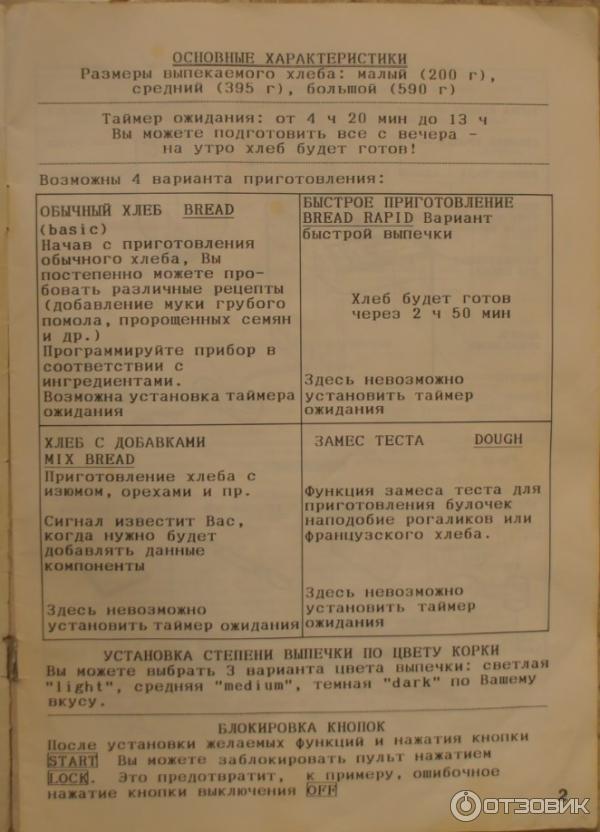 ОСНОВНЫЕ ХАРАКТЕРИСТИКИ
Размеры выпекаемого хлеба: малый (200 г),
средний (395 г), большой (590 г)
Таймер ожидания: от 4 ч 20 мин до 13 ч
Вы можете подготовить все с вечера -
на утро хлеб будет готов!
Возможны 4 варианта приготовления:
ОБЫЧНЫЙ ХЛЕБ BREAD
(basic)
Начав с приготовления
обычного хлеба, Вы
постепенно можете про-
бовать различные рецепты
(добавление муки грубого
помола, пророщенных семян
и др.)
Программируйте прибор в
соответствии с
ингредиентами.
Возможна установка таймера
ожидания
БЫСТРОЕ ПРИГОТОВЛЕНИЕ
BREAD RAPID Вариант
быстрой выпечки
Хлеб будет готов
через 2 ч 50 мин
Здесь невозможно
установить таймер
ожидания
ХЛЕБ С ДОБАВКАМИ
MIX BREAD
Приготовление хлеба с
изюмом, орехами и пр.
Сигнал известит Вас,
когда нужно будет
добавлять данные
компоненты
Здесь невозможно
установить таймер ожидания
ЗАМЕС ТЕСТА DOUGH
Функция замеса теста для
приготовления булочек
наподобие рогаликов или
французского хлеба.
Здесь невозможно
установить таймер
ожидания
УСТАНОВКА СТЕПЕНИ ВЫПЕЧКИ ПО ЦВЕТУ КОРКИ
Вы можете выбрать 3 варианта цвета выпечки: светлая
"light", средняя "medium", темная "dark" по Вашему
вкусу.
БЛОКИРОВКА КНОПОК
После установки желаемых функций и нажатия кнопки
START Вы можете заблокировать пульт нажатием
LOCK. Это предотвратит, к примеру, ошибочное
нажатие кнопки выключения OFF
2
ОТЗОВИК